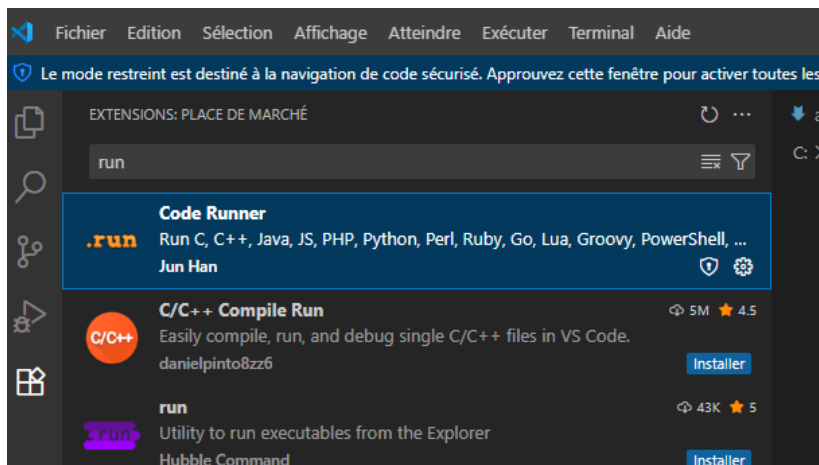 Fichier Edition Sélection Affichage Atteindre Exécuter Terminal Aide
Le mode restreint est destiné à la navigation de code sécurisé. Approuvez cette fenêtre pour activer toutes les
EXTENSIONS: PLACE DE MARCHÉ
run
C:
Code Runner
.run
Run C, C++, Java, JS, PHP, Python, Perl, Ruby, Go, Lua, Groovy, PowerShell, ...
Jun Han
C/C++ Compile Run 5M 4.5
C/C++
Easily compile, run, and debug single C/C++ files in VS Code.
danielpinto8zz6 Installer
run 43K 5
run
Utility to run executables from the Explorer
Hubble Command Installer